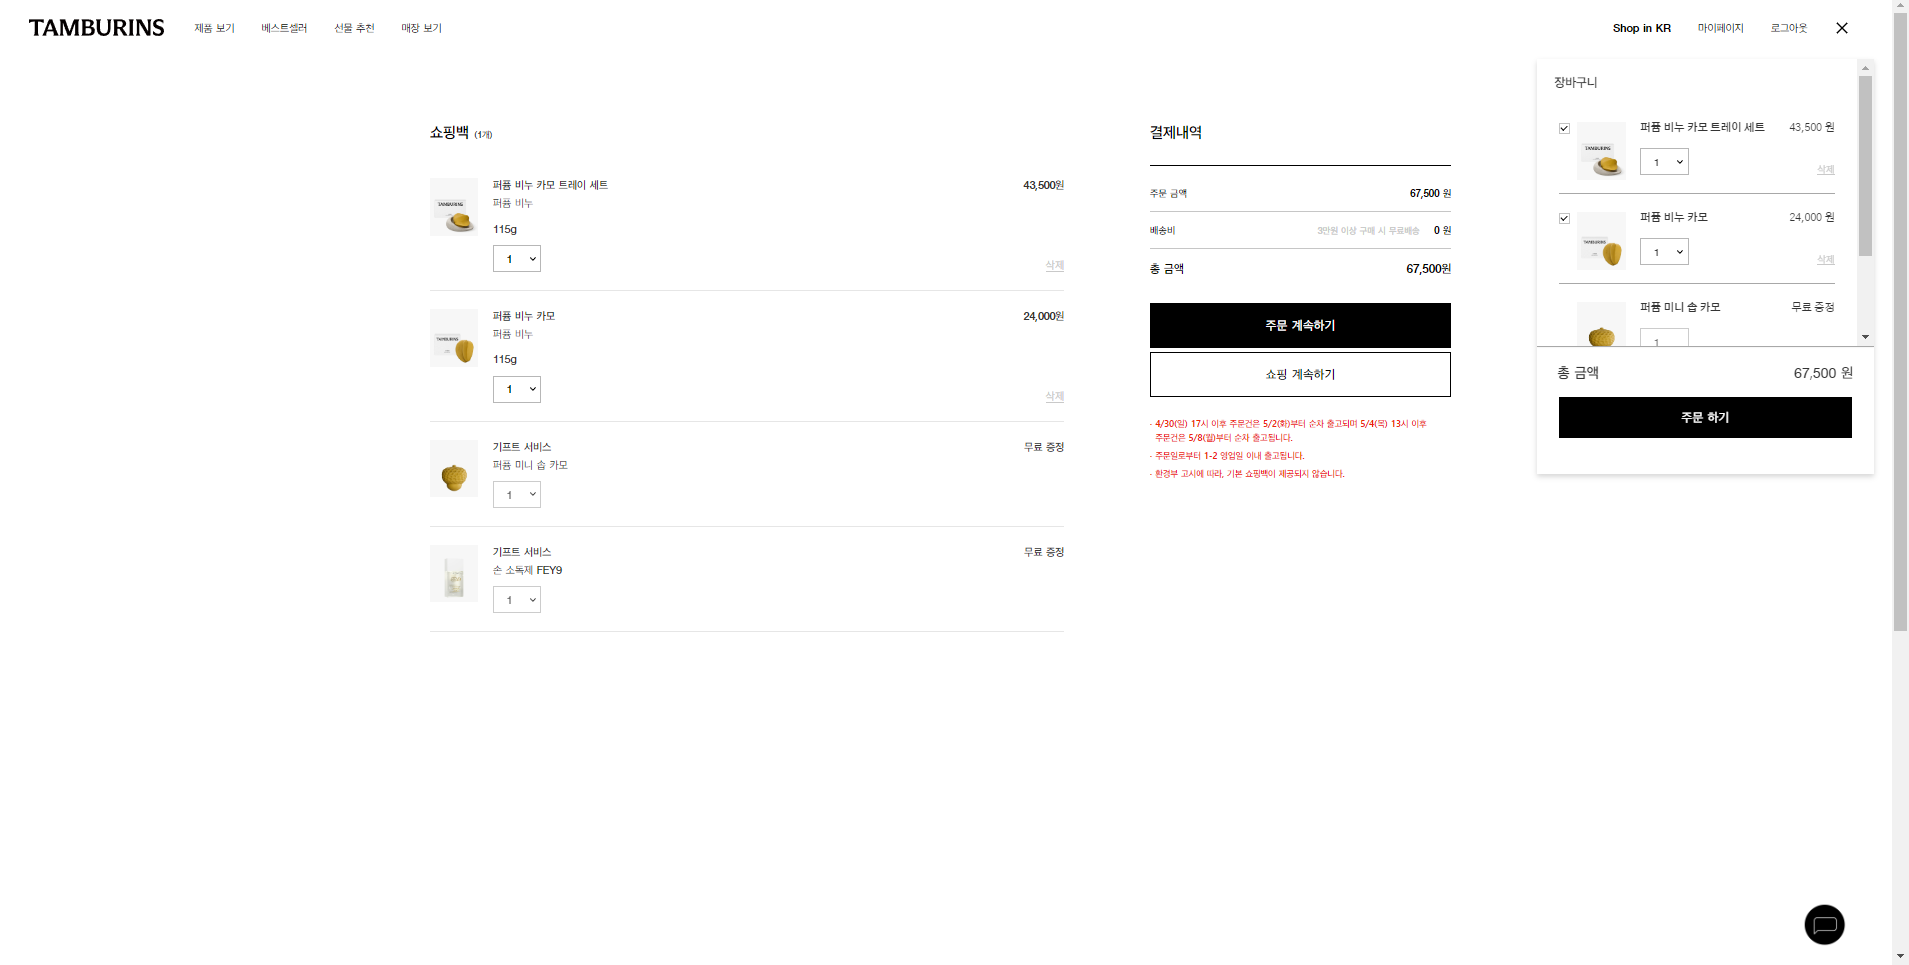 TAMBURINS 제품 보기 베스트셀러 선물 추천 매장 보기 Shop in KR 마이페이지 로그아웃
쇼핑백 (1개)
TAMBURINS
퍼퓸 비누 카모 트레이 세트 43,500원
퍼퓸 비누
115g
1
삭제
TAMBURINS
퍼퓸 비누 카모 24,000원
퍼퓸 비누
115g
1
삭제
기프트 서비스 무료 증정
퍼퓸 미니 솝 카모
1
기프트 서비스 무료 증정
손 소독제 FEY9
1
결제내역
주문 금액 67,500 원
배송비 3만원 이상 구매 시 무료배송 0 원
총 금액 67,500원
주문 계속하기
쇼핑 계속하기
- 4/30(일) 17시 이후 주문건은 5/2(화)부터 순차 출고되며 5/4(목) 13시 이후
주문건은 5/8(월)부터 순차 출고됩니다.
- 주문일로부터 1-2 영업일 이내 출고됩니다.
- 환경부 고시에 따라, 기본 쇼핑백이 제공되지 않습니다.
장바구니
TAMBURINS
퍼퓸 비누 카모 트레이 세트 43,500 원
1
삭제
TAMBURINS
퍼퓸 비누 카모 24,000 원
1
삭제
퍼퓸 미니 솝 카모 무료 증정
1
총 금액 67,500 원
주문 하기